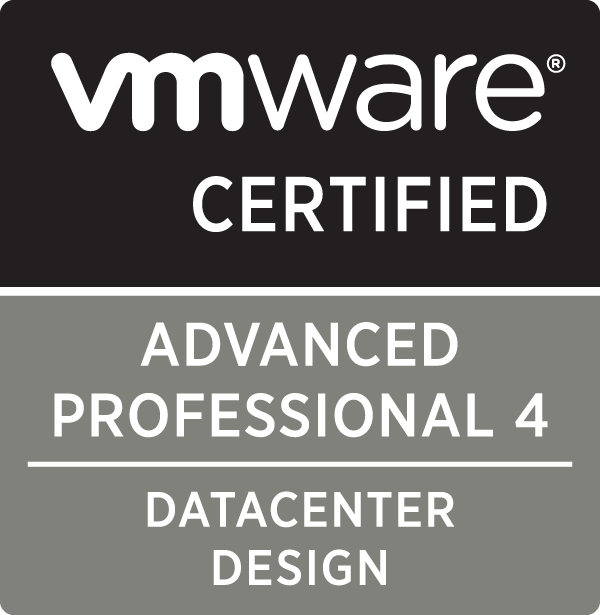 vmware®
CERTIFIED
ADVANCED
PROFESSIONAL 4
DATACENTER
DESIGN